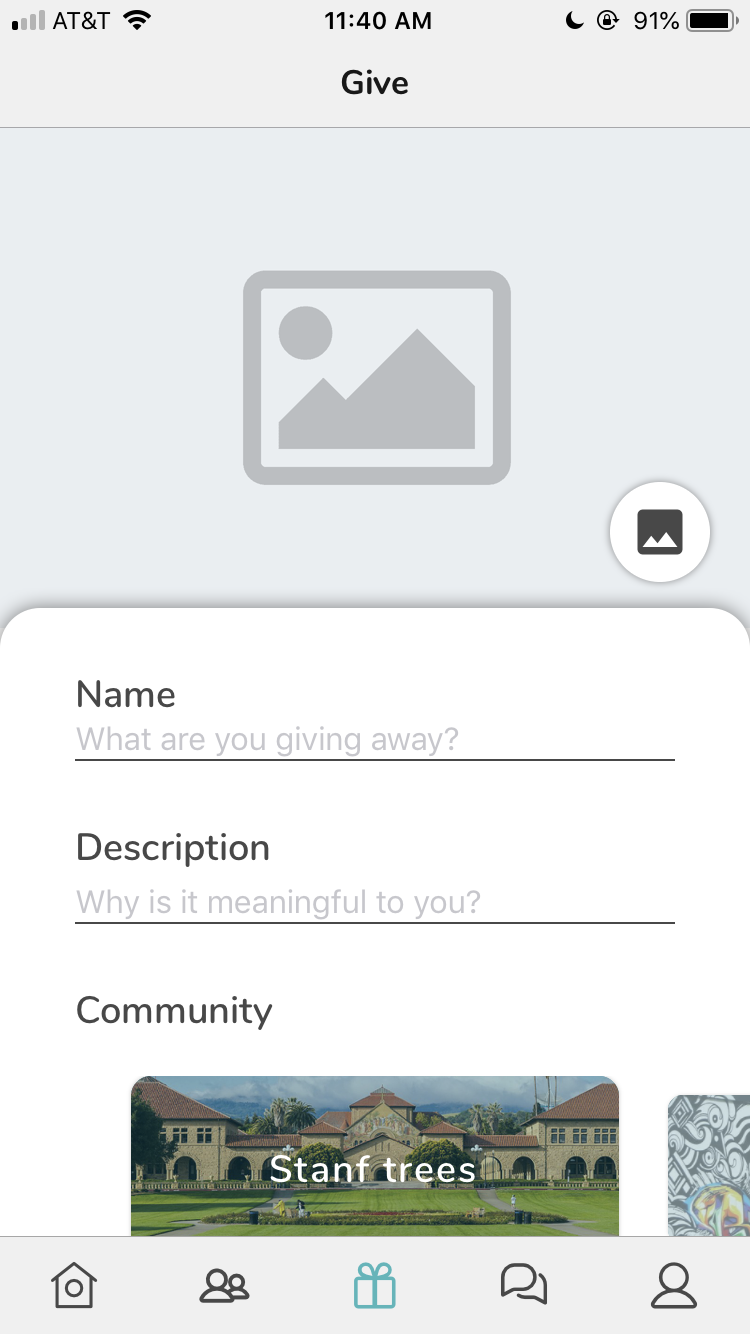 AT&T 11:40 AM 91%
Give
Name
What are you giving away?
Description
Why is it meaningful to you?
Community
Stanf trees